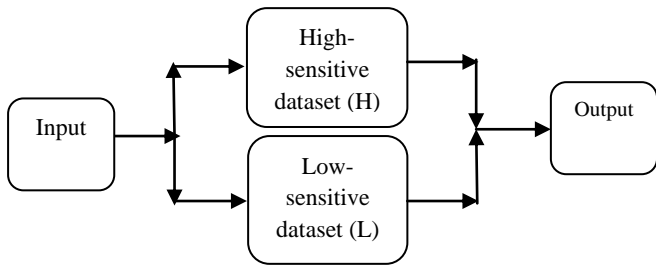 Input
High-
sensitive
dataset (H)
Low-
sensitive
dataset (L)
Output